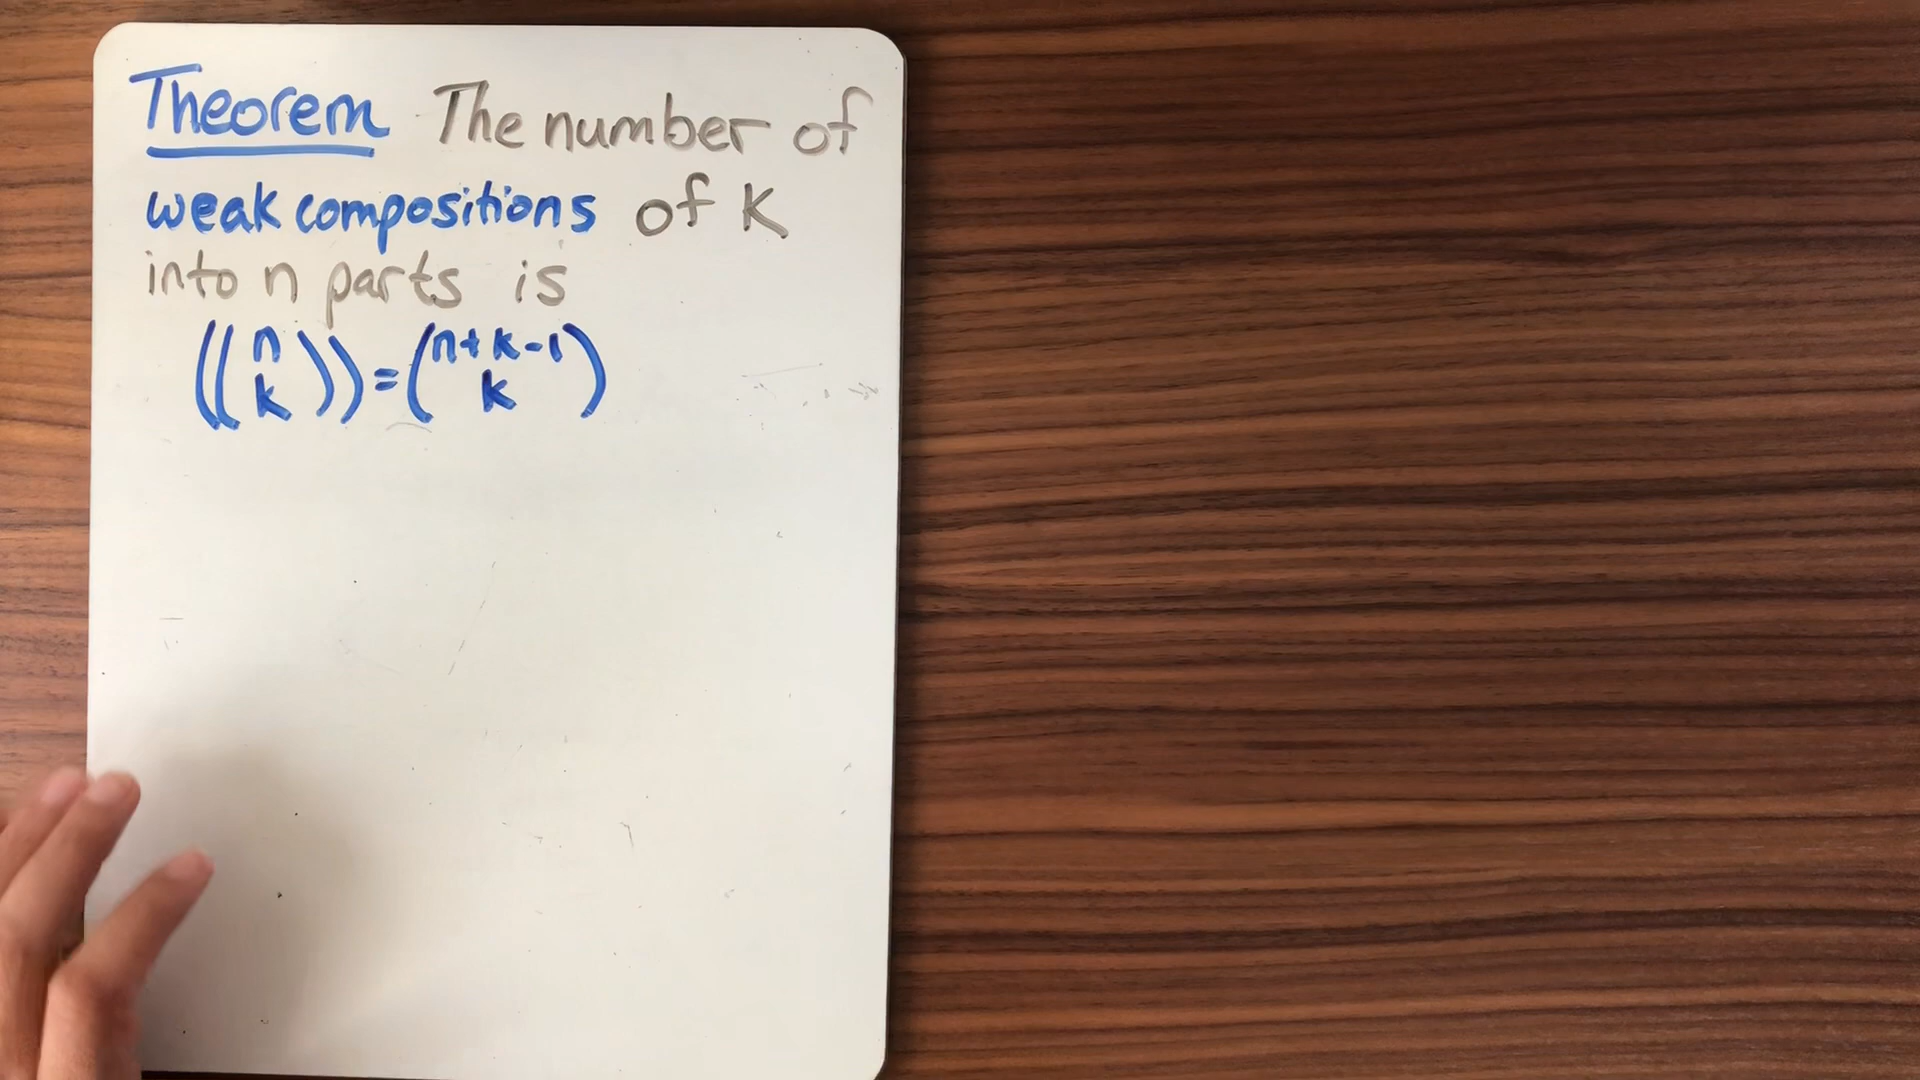 Theorem The number of
weak compositions of K
into n parts is
((n k)) = (n+k-1 k)